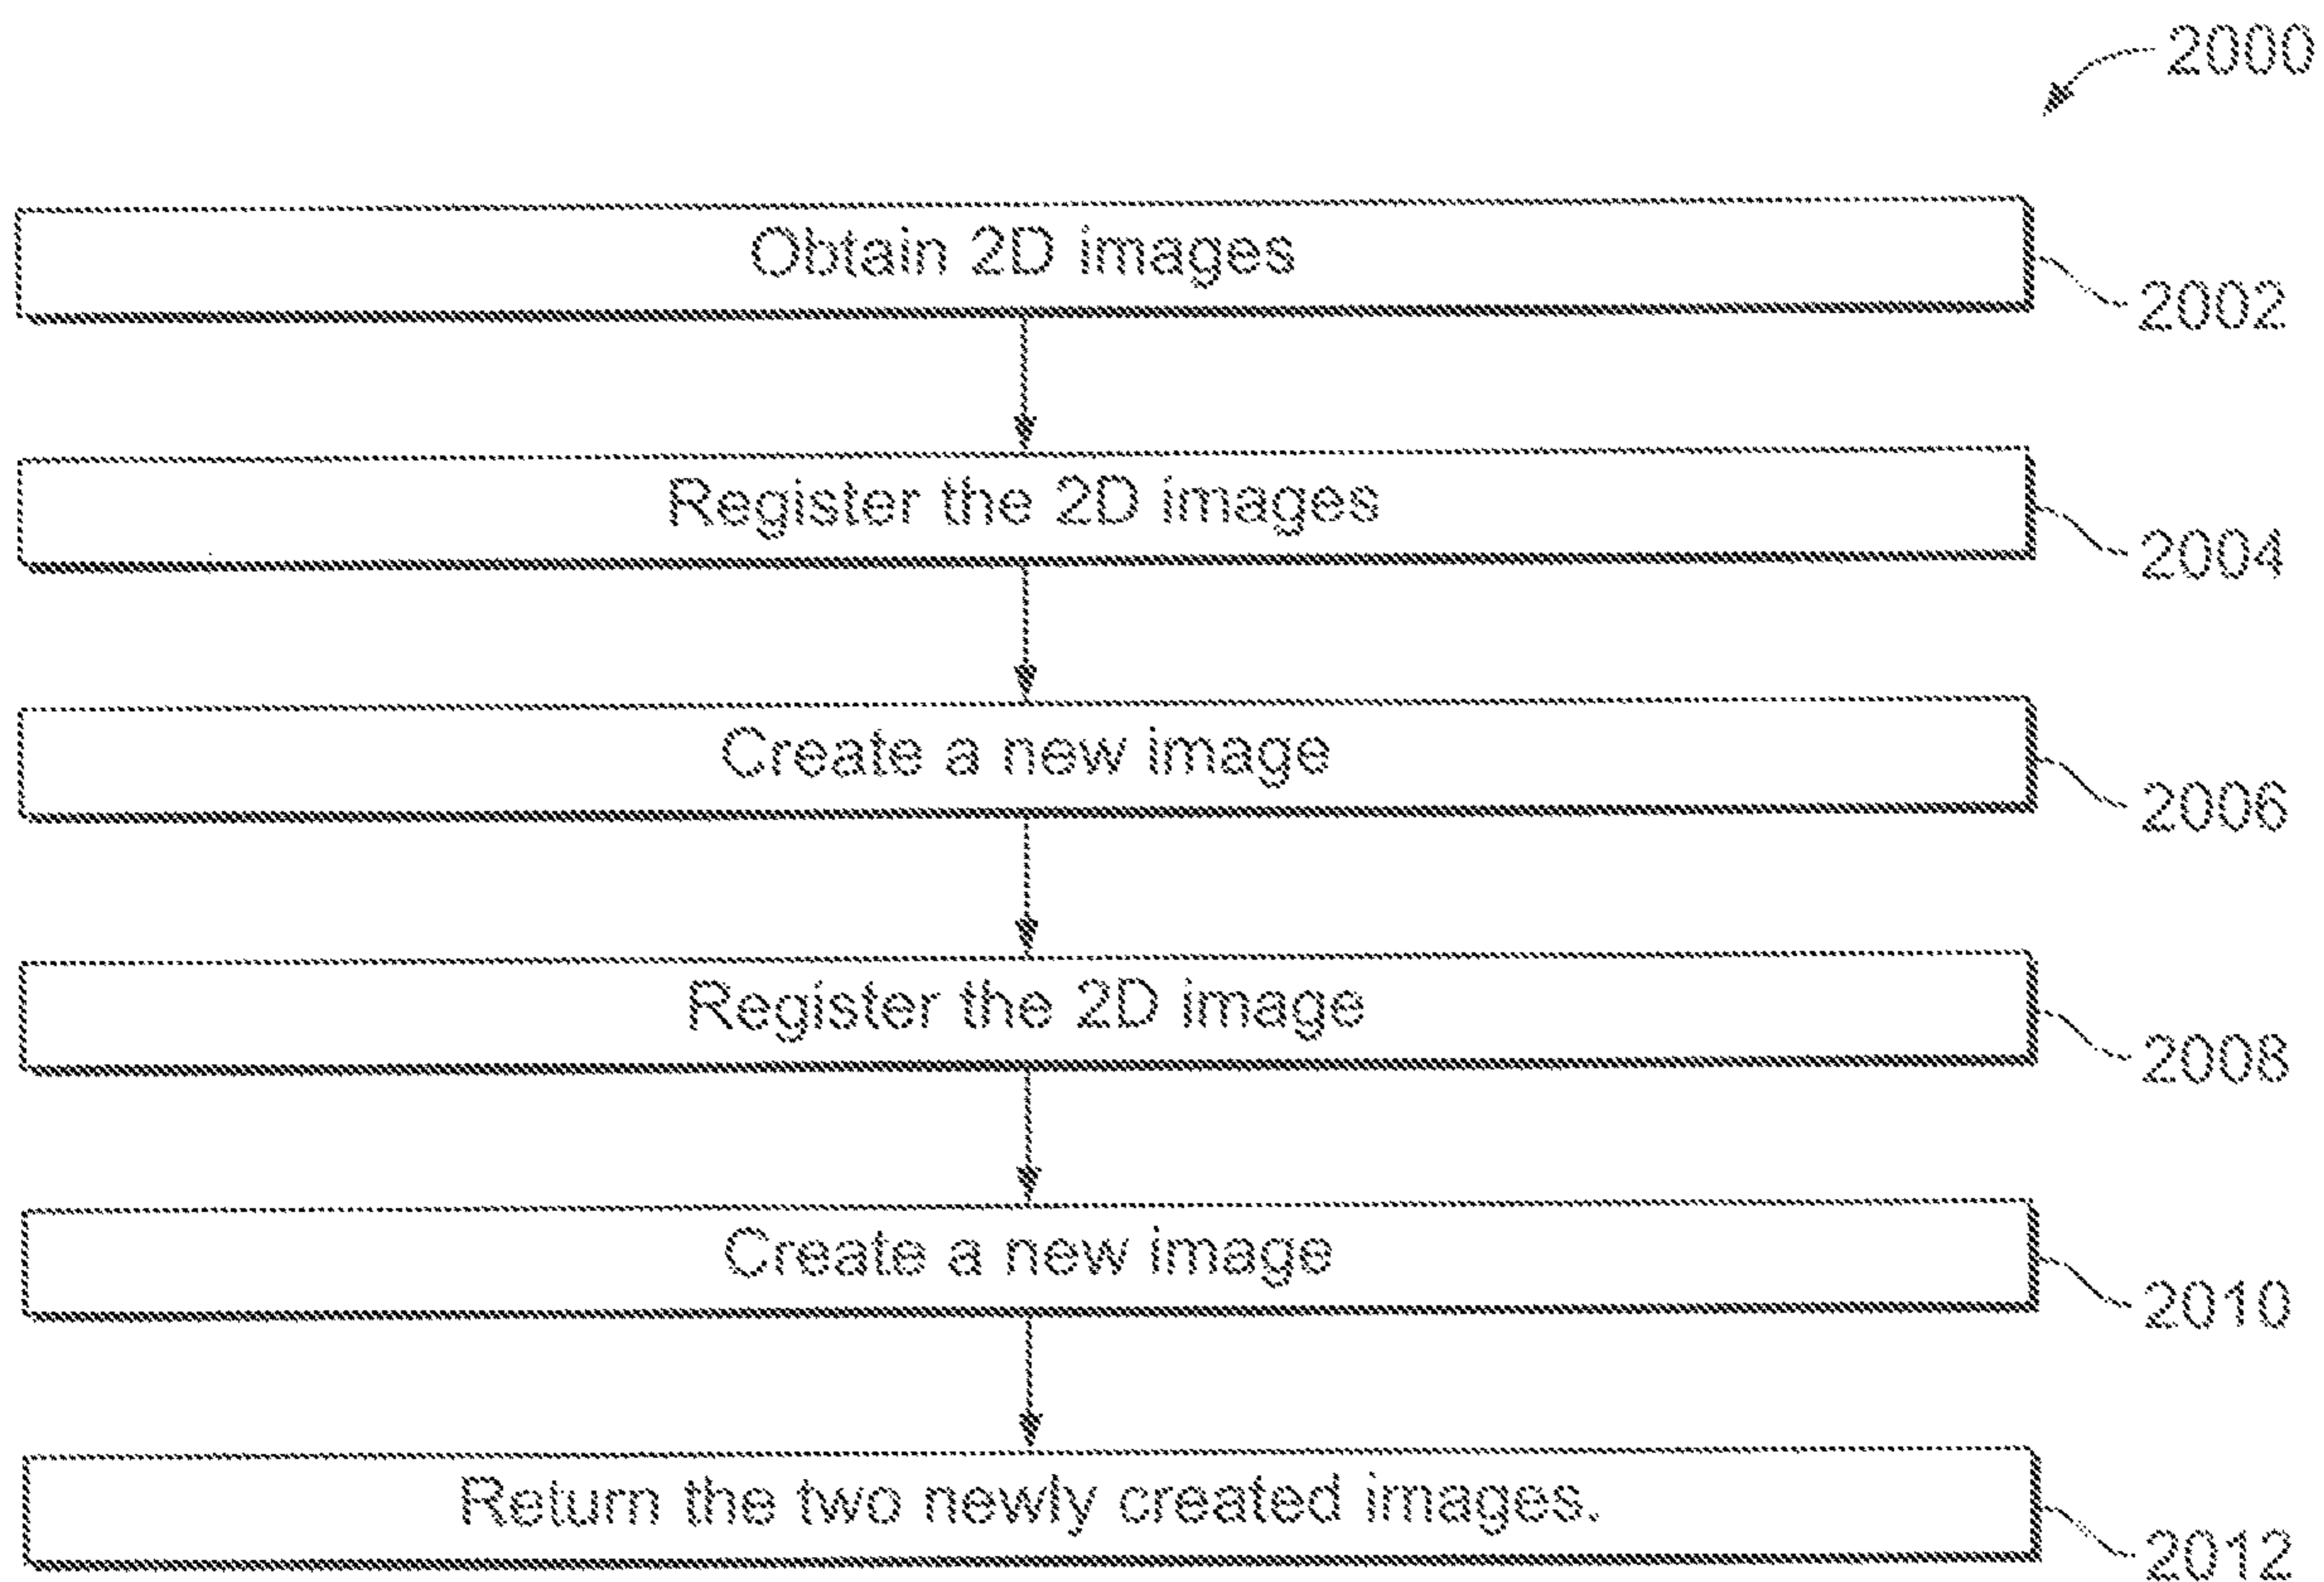 2000
Obtain 2D images
2002
Register the 2D images
2004
Create a new image
2006
Register the 2D image
2008
Create a new image
2010
Return the two newly created images.
2012